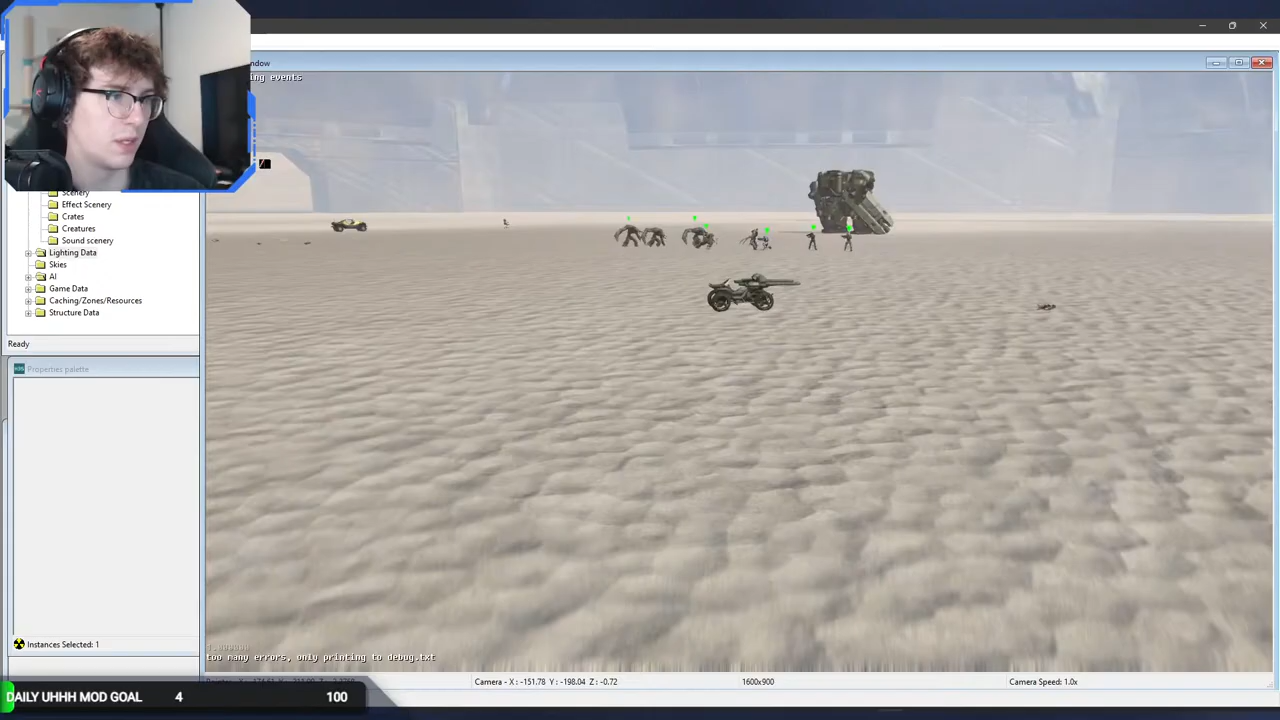 ndow
ing events
Scenery
Effect Scenery
Crates
Creatures
Sound scenery
Lighting Data
Skies
AI
Game Data
Caching/Zones/Resources
Structure Data
Ready
Properties palette
Instances Selected: 1
too many errors, only printing to debug.txt
Camera - X : -151.78 Y : -198.04 Z : -0.72
1600x900
Camera Speed: 1.0x
DAILY UHHH MOD GOAL 4 100